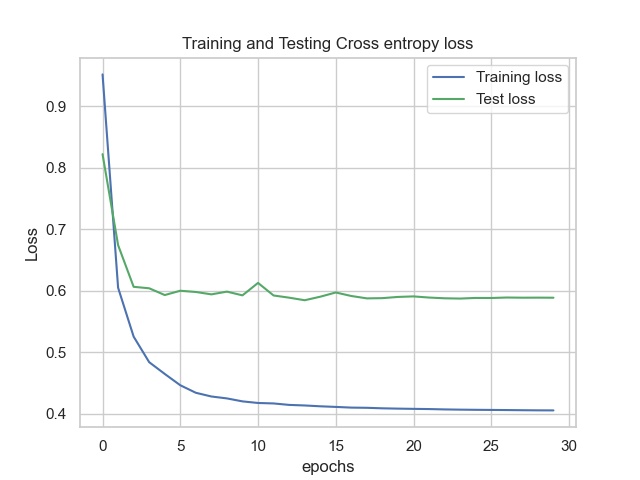 Training and Testing Cross entropy loss
Training loss
Test loss
Loss
0.9
0.8
0.7
0.6
0.5
0.4
0 5 10 15 20 25 30
epochs